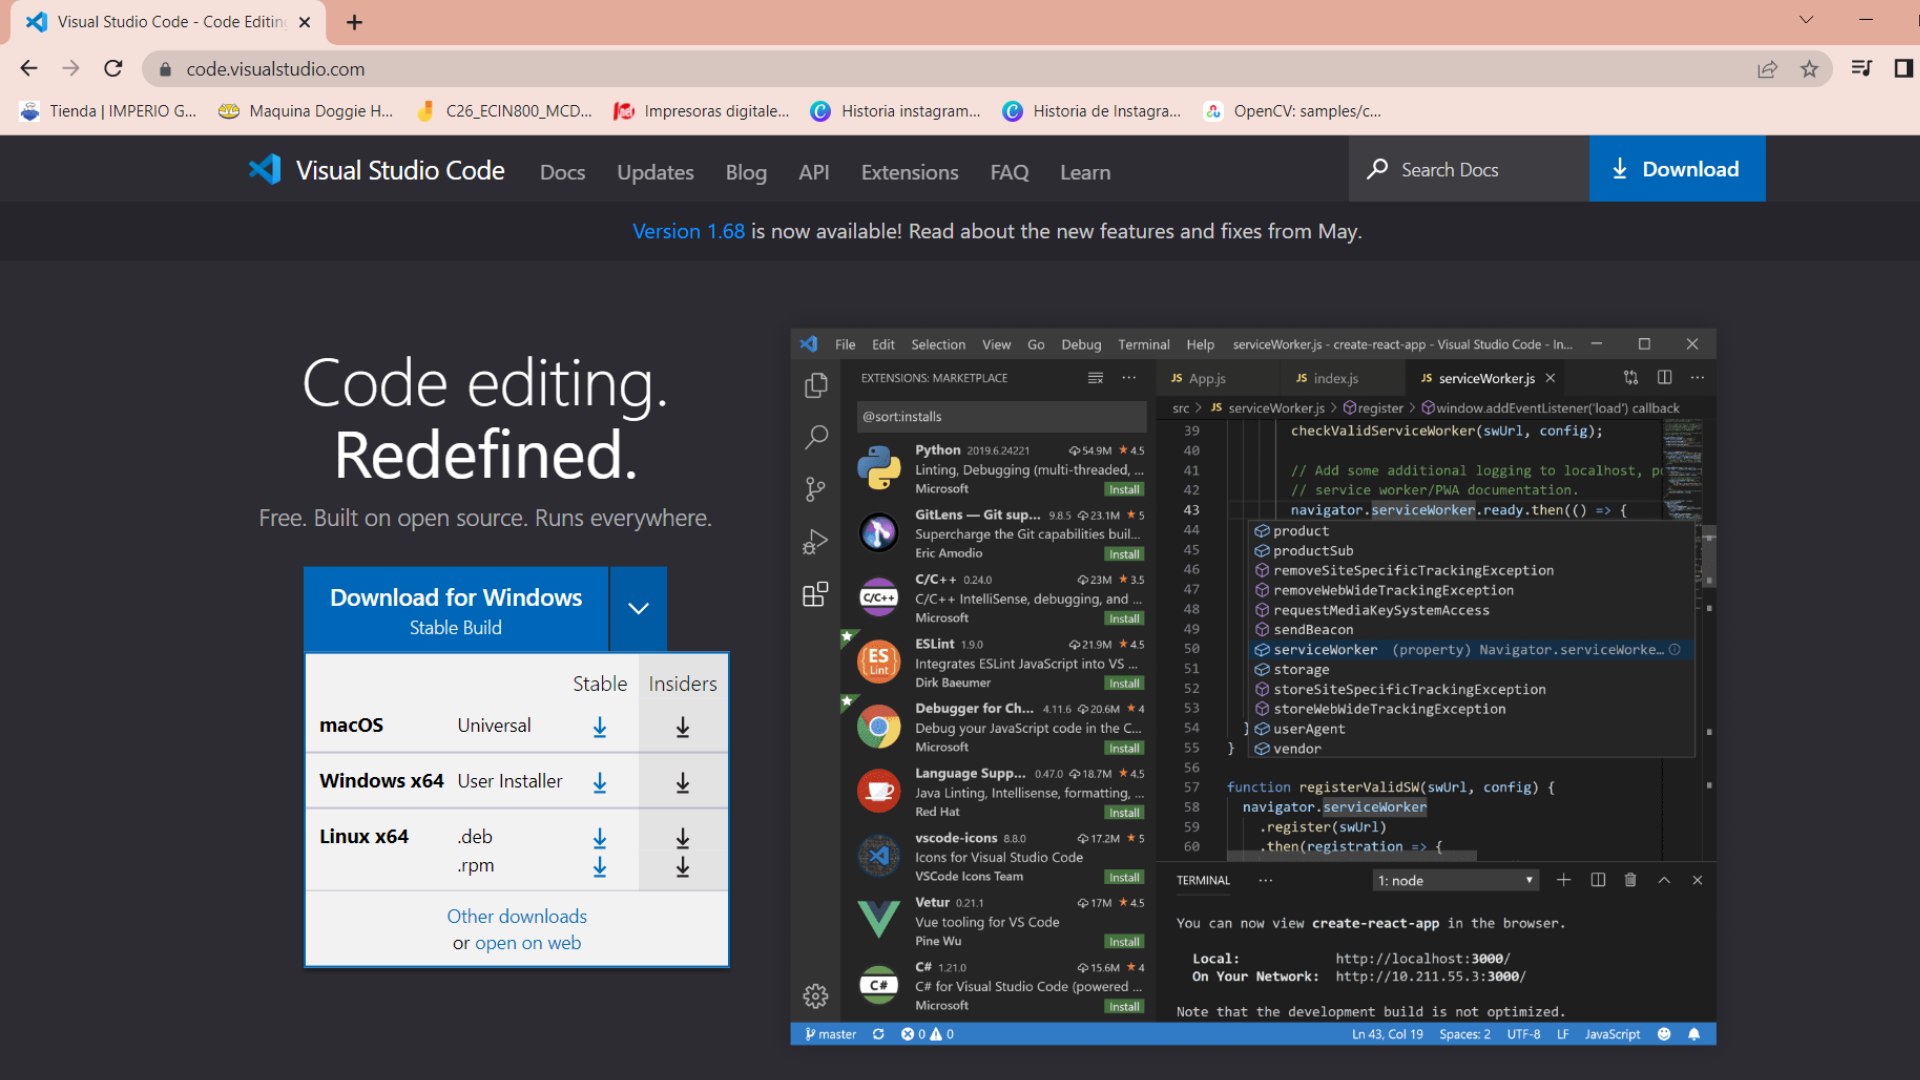 Visual Studio Code - Code Editin
code.visualstudio.com
Tienda | IMPERIO G... Maquina Doggie H... C26_ECIN800_MCD... Impresoras digitale... Historia instagram... Historia de Instagra... OpenCV: samples/c...
Visual Studio Code Docs Updates Blog API Extensions FAQ Learn Search Docs Download
Version 1.68 is now available! Read about the new features and fixes from May.
Code editing.
Redefined.
Free. Built on open source. Runs everywhere.
Download for Windows
Stable Build
Stable Insiders
macOS Universal
Windows x64 User Installer
Linux x64 .deb
.rpm
Other downloads
or open on web
File Edit Selection View Go Debug Terminal Help serviceWorker.js - create-react-app - Visual Studio Code - In...
EXTENSIONS: MARKETPLACE
@sort:installs
Python 2019.6.24221 54.9M ★ 4.5
Linting, Debugging (multi-threaded, ...
Microsoft Install
GitLens — Git sup... 9.8.5 23.1M ★ 5
Supercharge the Git capabilities buil...
Eric Amodio Install
C/C++
C/C++ 0.24.0 23M ★ 3.5
C/C++ IntelliSense, debugging, and ...
Microsoft Install
ES
Lint
ESLint 1.9.0 21.9M ★ 4.5
Integrates ESLint JavaScript into VS ...
Dirk Baeumer Install
Debugger for Ch... 4.11.6 20.6M ★ 4
Debug your JavaScript code in the C...
Microsoft Install
Language Supp... 0.47.0 18.7M ★ 4.5
Java Linting, Intellisense, formatting, ...
Red Hat Install
vscode-icons 8.8.0 17.2M ★ 5
Icons for Visual Studio Code
VSCode Icons Team Install
Vetur 0.21.1 17M ★ 4.5
Vue tooling for VS Code
Pine Wu Install
C#
C# 1.21.0 15.6M ★ 4
C# for Visual Studio Code (powered ...
Microsoft Install
JS App.js JS index.js JS serviceWorker.js
src > JS serviceWorker.js > register > window.addEventListener('load') callback
39 checkValidServiceWorker(swUrl, config);
40
41 // Add some additional logging to localhost, po
42 // service worker/PWA documentation.
43 navigator.serviceWorker.ready.then(() => {
44 product
45 productSub
46 removeSiteSpecificTrackingException
47 removeWebWideTrackingException
48 requestMediaKeySystemAccess
49 sendBeacon
50 serviceWorker (property) Navigator.serviceWorke...
51 storage
52 storeSiteSpecificTrackingException
53 storeWebWideTrackingException
54 } userAgent
55 } vendor
56
57 function registerValidSW(swUrl, config) {
58 navigator.serviceWorker
59 .register(swUrl)
60 .then(registration => {
TERMINAL ... 1: node
You can now view create-react-app in the browser.
Local: http://localhost:3000/
On Your Network: http://10.211.55.3:3000/
Note that the development build is not optimized.
master 0 0 Ln 43, Col 19 Spaces: 2 UTF-8 LF JavaScript